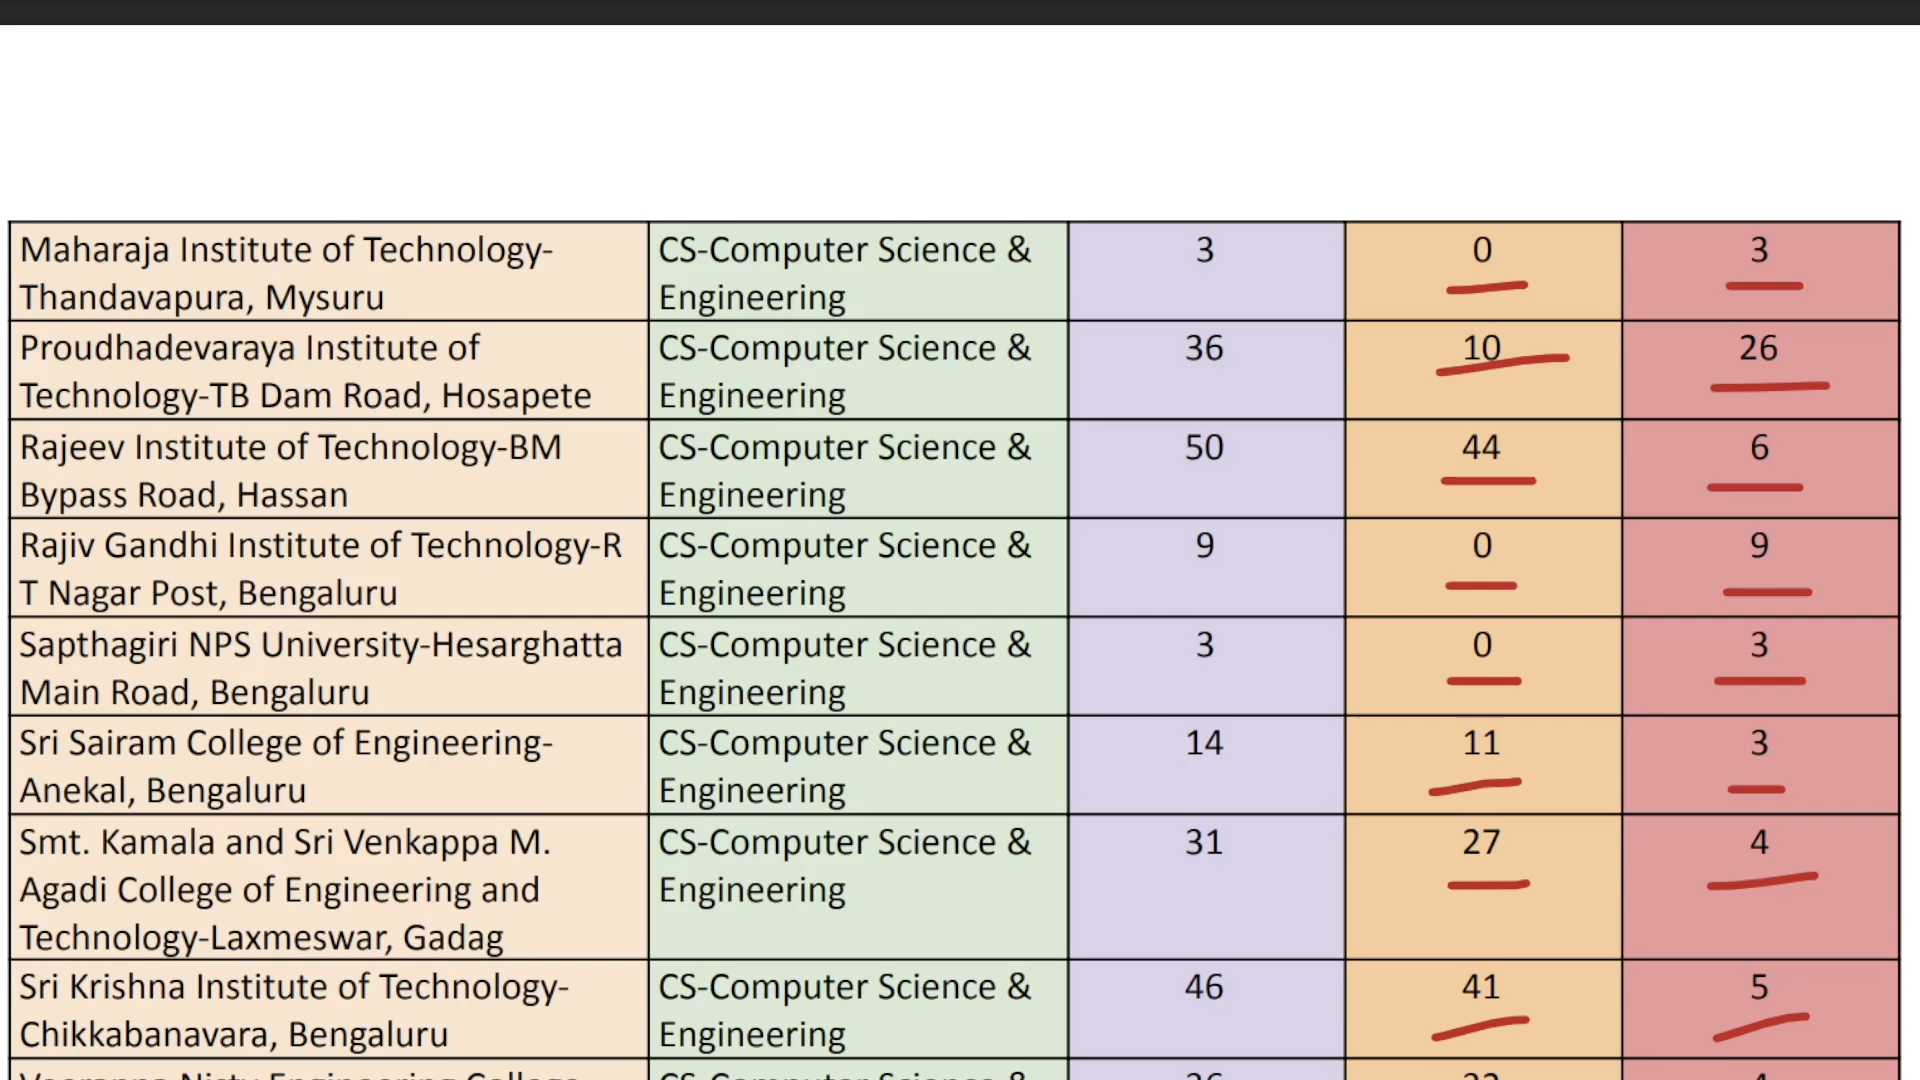 Maharaja Institute of Technology- CS-Computer Science & 3 0 3
Thandavapura, Mysuru Engineering
Proudhadevaraya Institute of CS-Computer Science & 36 10 26
Technology-TB Dam Road, Hosapete Engineering
Rajeev Institute of Technology-BM CS-Computer Science & 50 44 6
Bypass Road, Hassan Engineering
Rajiv Gandhi Institute of Technology-R CS-Computer Science & 9 0 9
T Nagar Post, Bengaluru Engineering
Sapthagiri NPS University-Hesarghatta CS-Computer Science & 3 0 3
Main Road, Bengaluru Engineering
Sri Sairam College of Engineering- CS-Computer Science & 14 11 3
Anekal, Bengaluru Engineering
Smt. Kamala and Sri Venkappa M. CS-Computer Science & 31 27 4
Agadi College of Engineering and Engineering
Technology-Laxmeswar, Gadag
Sri Krishna Institute of Technology- CS-Computer Science & 46 41 5
Chikkabanavara, Bengaluru Engineering
Engineering College CS-Computer Science &